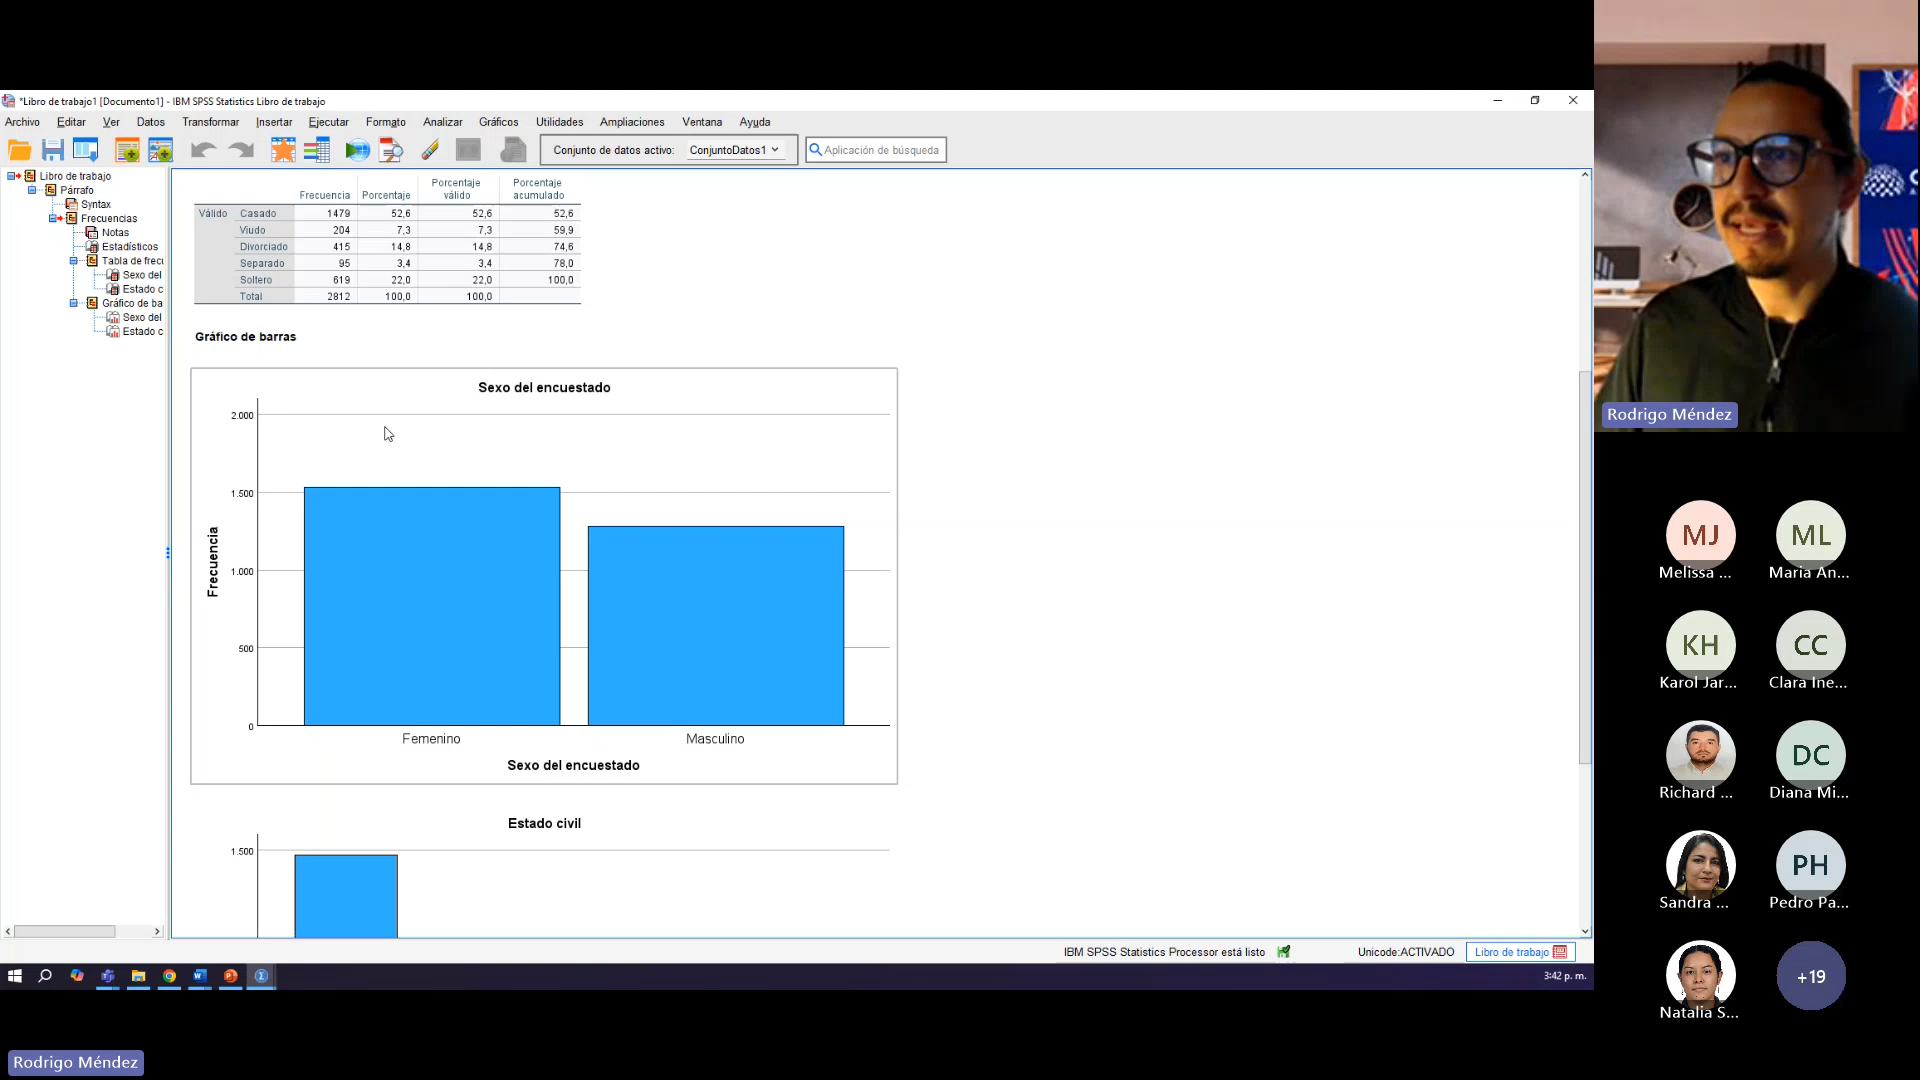 *Libro de trabajo1 [Documento1] - IBM SPSS Statistics Libro de trabajo
Archivo Editar Ver Datos Transformar Insertar Ejecutar Formato Analizar Gráficos Utilidades Ampliaciones Ventana Ayuda
Conjunto de datos activo: ConjuntoDatos1 Aplicación de búsqueda
Libro de trabajo
Párrafo
Syntax
Frecuencias
Notas
Estadísticos
Tabla de frecu
Sexo del
Estado c
Gráfico de ba
Sexo del
Estado c
Frecuencia Porcentaje Porcentaje válido Porcentaje acumulado
Válido Casado 1479 52,6 52,6 52,6
Viudo 204 7,3 7,3 59,9
Divorciado 415 14,8 14,8 74,6
Separado 95 3,4 3,4 78,0
Soltero 619 22,0 22,0 100,0
Total 2812 100,0 100,0
Gráfico de barras
Sexo del encuestado
2.000
1.500
1.000
500
0
Frecuencia
Femenino Masculino
Sexo del encuestado
Estado civil
1.500
IBM SPSS Statistics Processor está listo Unicode:ACTIVADO Libro de trabajo
3:42 p. m.
Rodrigo Méndez
Rodrigo Méndez
MJ ML
Melissa ... Maria An...
KH CC
Karol Jar... Clara Ine...
DC
Richard ... Diana Mi...
PH
Sandra ... Pedro Pa...
+19
Natalia S...